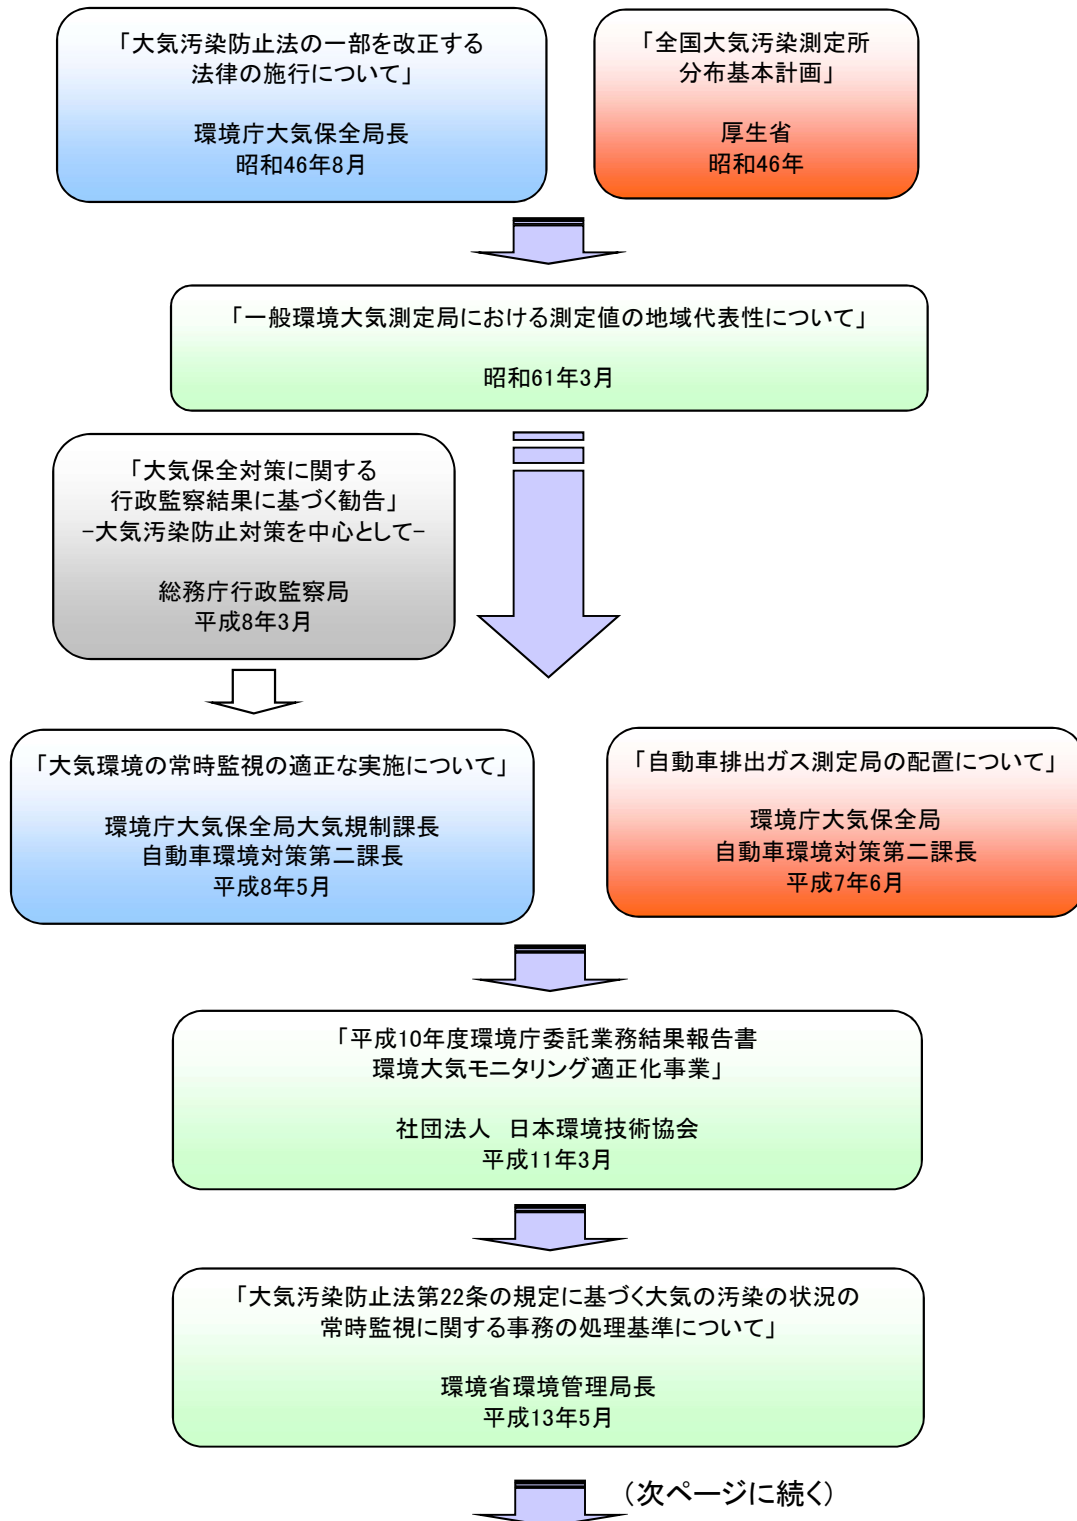 「大気汚染防止法の一部を改正する
法律の施行について」
環境庁大気保全局長
昭和46年8月
「全国大気汚染測定所
分布基本計画」
厚生省
昭和46年
「一般環境大気測定局における測定値の地域代表性について」
昭和61年3月
「大気保全対策に関する
行政監察結果に基づく勧告」
-大気汚染防止対策を中心として-
総務庁行政監察局
平成8年3月
「大気環境の常時監視の適正な実施について」
環境庁大気保全局大気規制課長
自動車環境対策第二課長
平成8年5月
「自動車排出ガス測定局の配置について」
環境庁大気保全局
自動車環境対策第二課長
平成7年6月
「平成10年度環境庁委託業務結果報告書
環境大気モニタリング適正化事業」
社団法人　日本環境技術協会
平成11年3月
「大気汚染防止法第22条の規定に基づく大気の汚染の状況の
常時監視に関する事務の処理基準について」
環境省環境管理局長
平成13年5月
（次ページに続く）